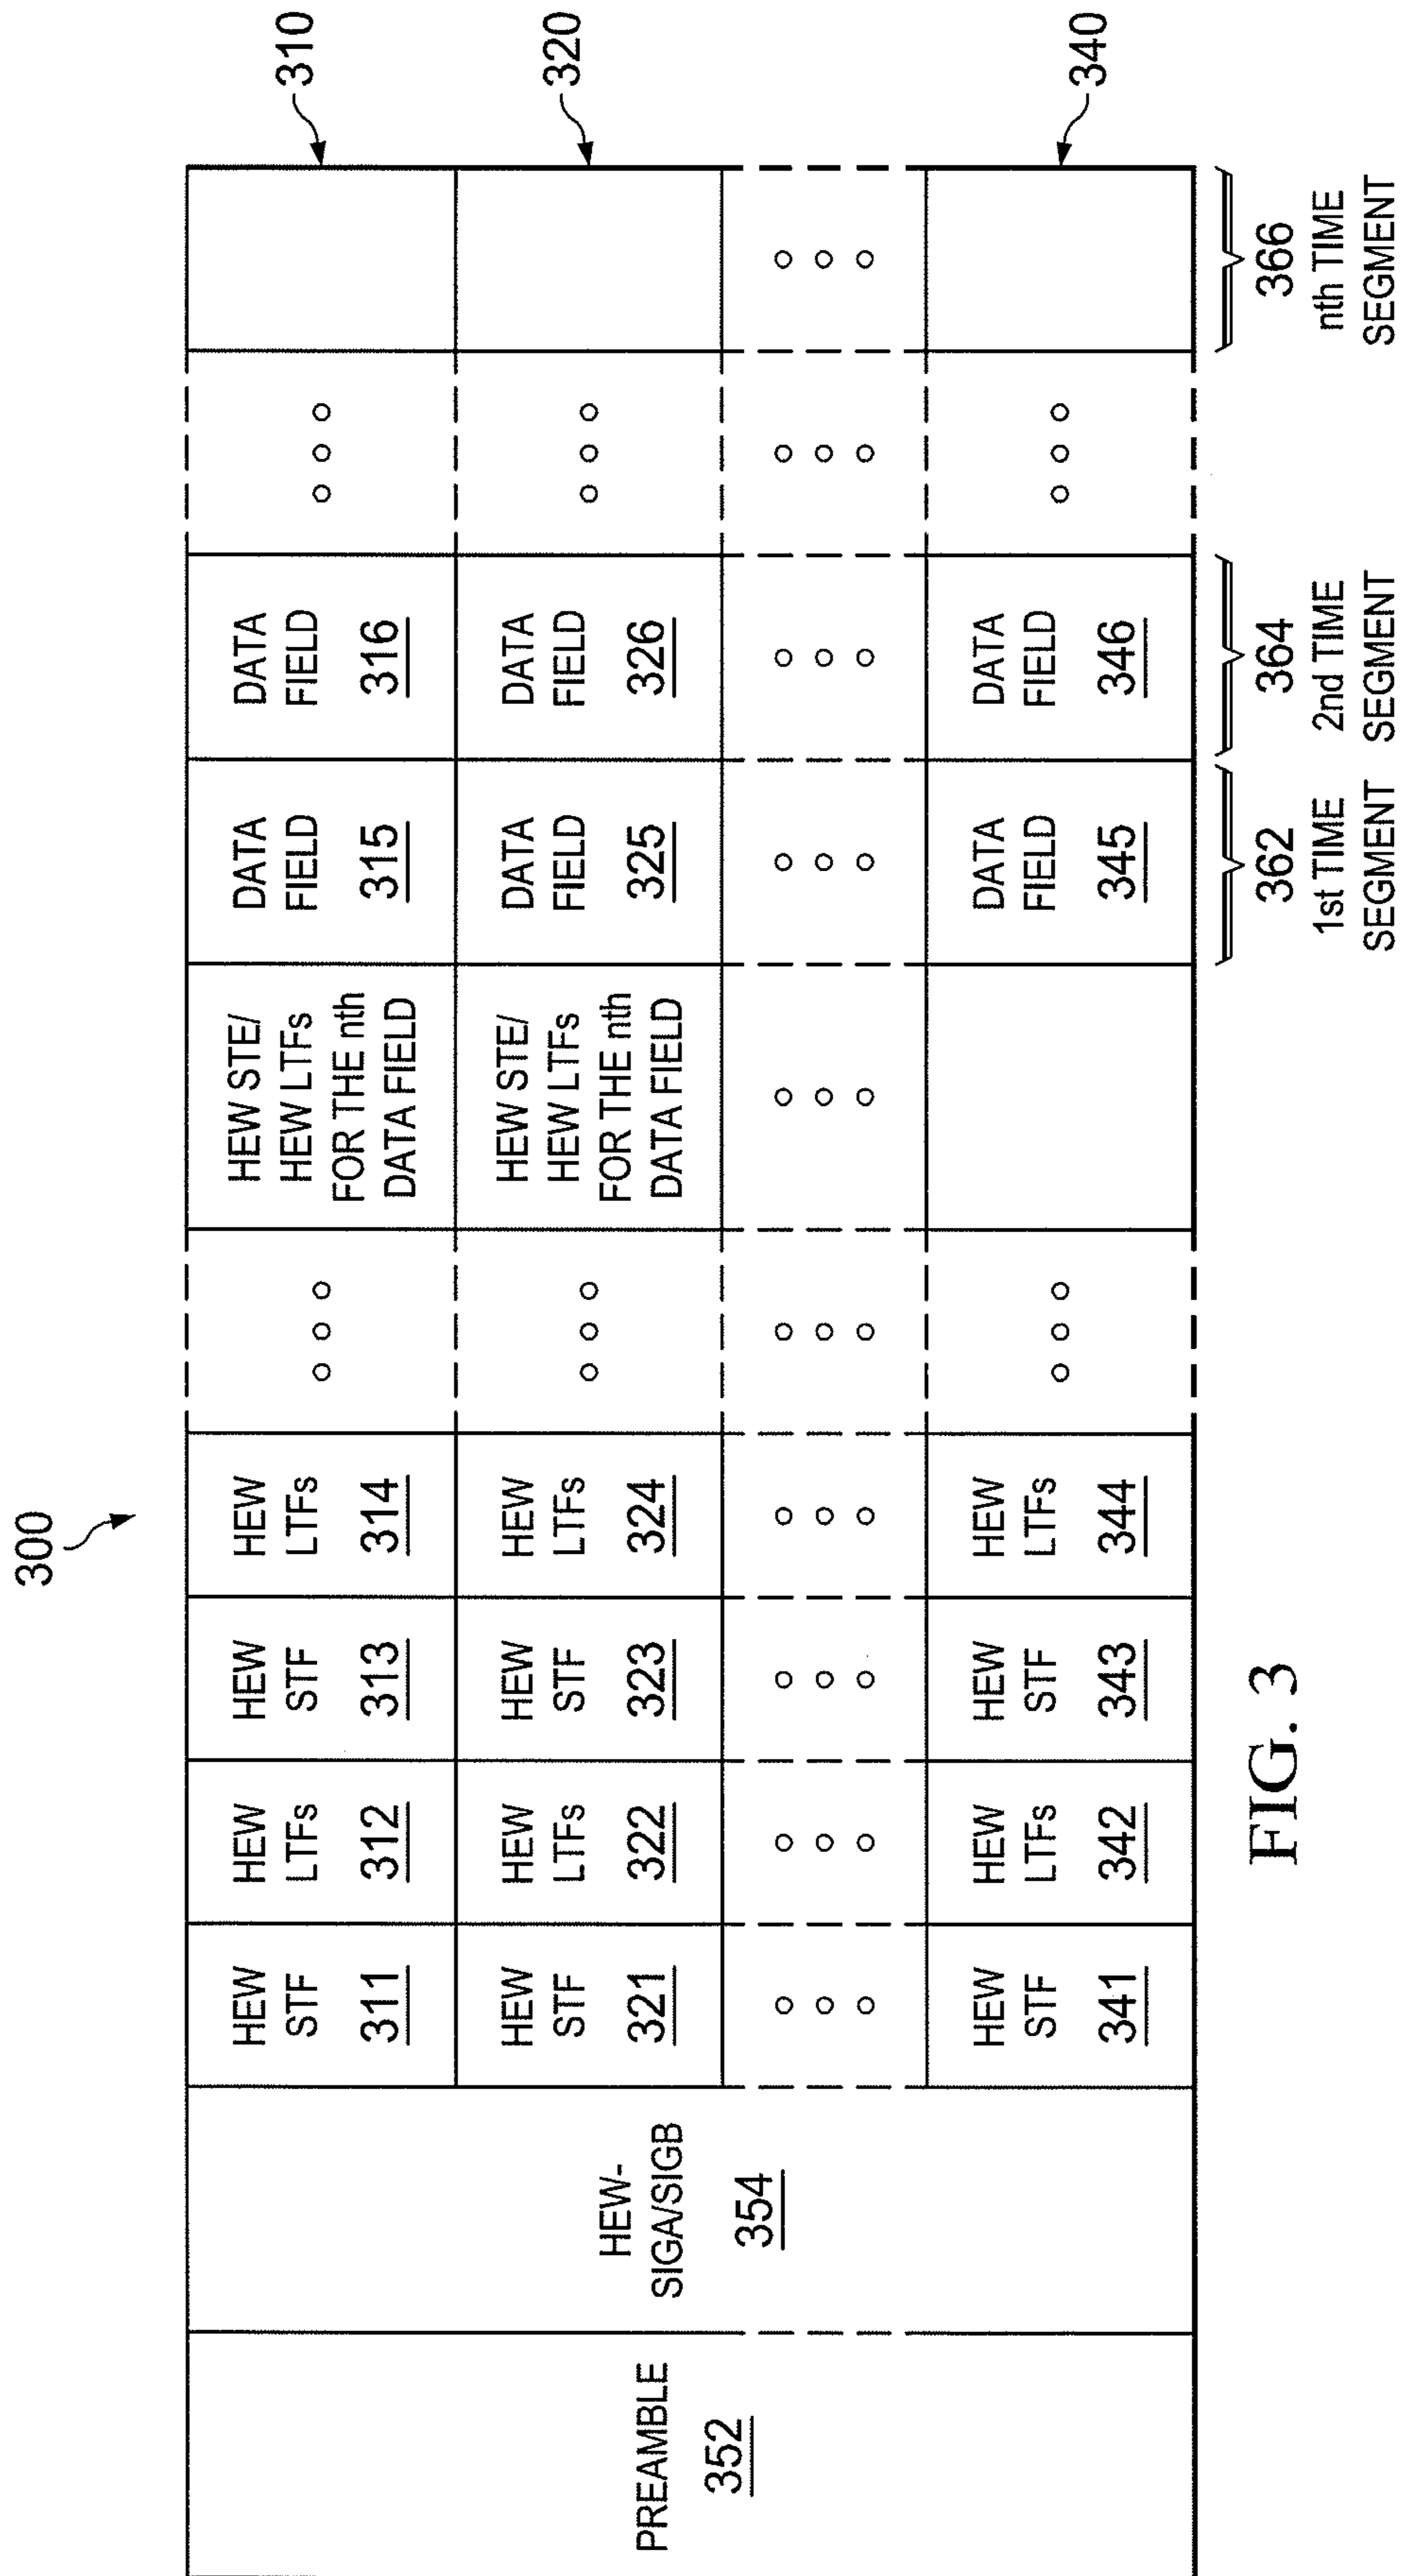 300
PREAMBLE
352
HEW-
SIGA/SIGB
354
HEW
STF
311
HEW
LTFs
312
HEW
STF
313
HEW
LTFs
314
HEW STE/
HEW LTFs
FOR THE nth
DATA FIELD
DATA
FIELD
315
DATA
FIELD
316
310
HEW
STF
321
HEW
LTFs
322
HEW
STF
323
HEW
LTFs
324
HEW STE/
HEW LTFs
FOR THE nth
DATA FIELD
DATA
FIELD
325
DATA
FIELD
326
320
HEW
STF
341
HEW
LTFs
342
HEW
STF
343
HEW
LTFs
344
DATA
FIELD
345
DATA
FIELD
346
340
362
1st TIME
SEGMENT
364
2nd TIME
SEGMENT
366
nth TIME
SEGMENT
FIG. 3